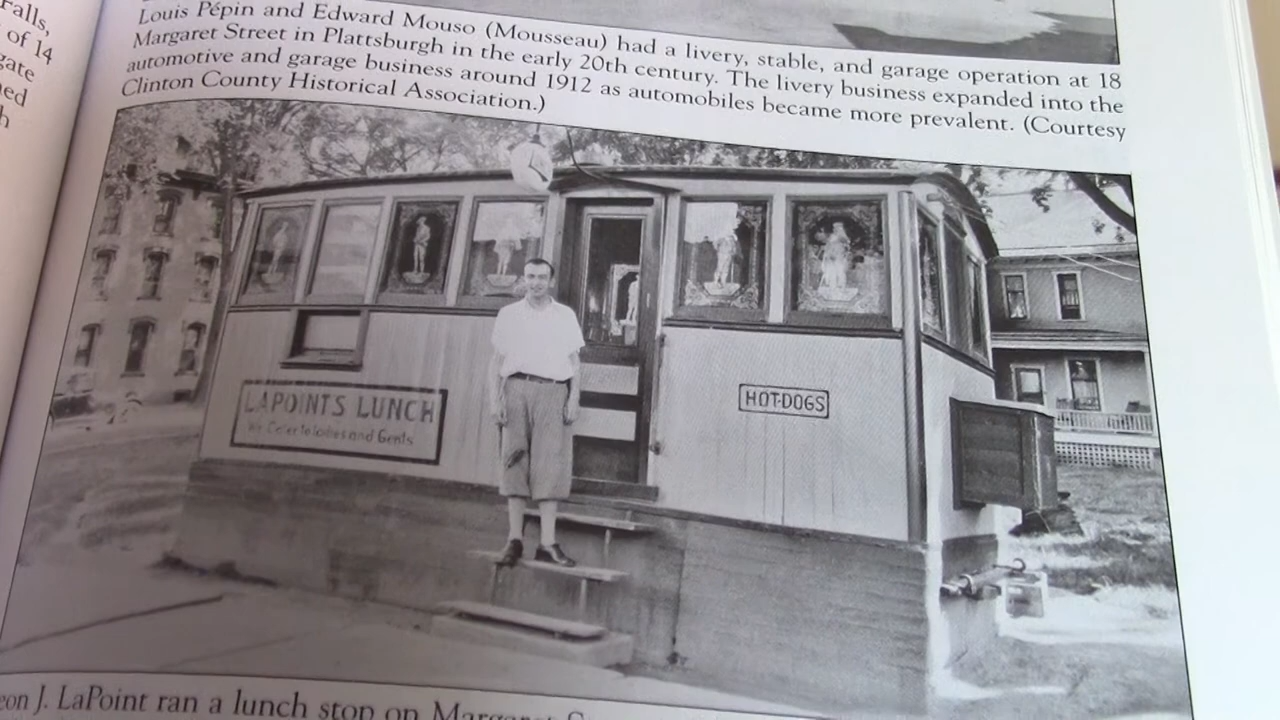 Falls,
of 14
gate
Louis Pépin and Edward Mouso (Mousseau) had a livery, stable, and garage operation at 18
Margaret Street in Plattsburgh in the early 20th century. The livery business expanded into the
automotive and garage business around 1912 as automobiles became more prevalent. (Courtesy
Clinton County Historical Association.)
LAPOINTS LUNCH
We Cater to Ladies and Gents
HOT-DOGS
eon J. LaPoint ran a lunch stop on Margaret S